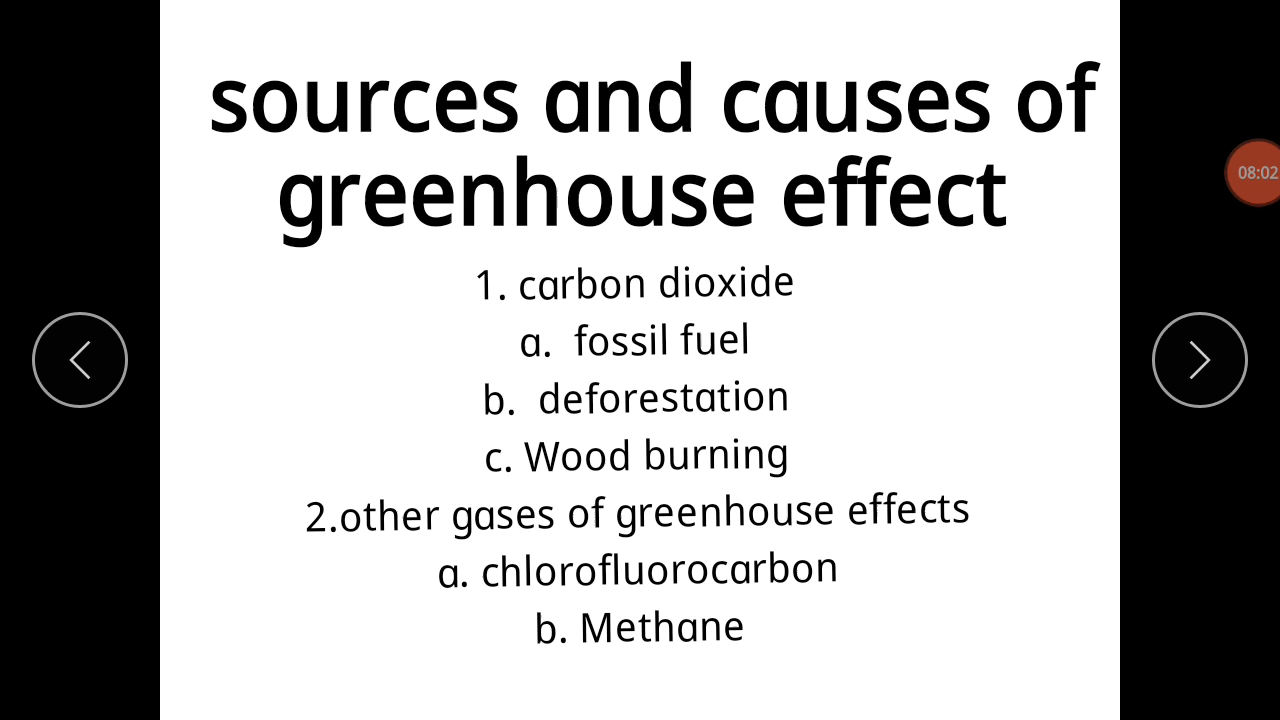 sources and causes of
greenhouse effect
1. carbon dioxide
a. fossil fuel
b. deforestation
c. Wood burning
2.other gases of greenhouse effects
a. chlorofluorocarbon
b. Methane
08:02